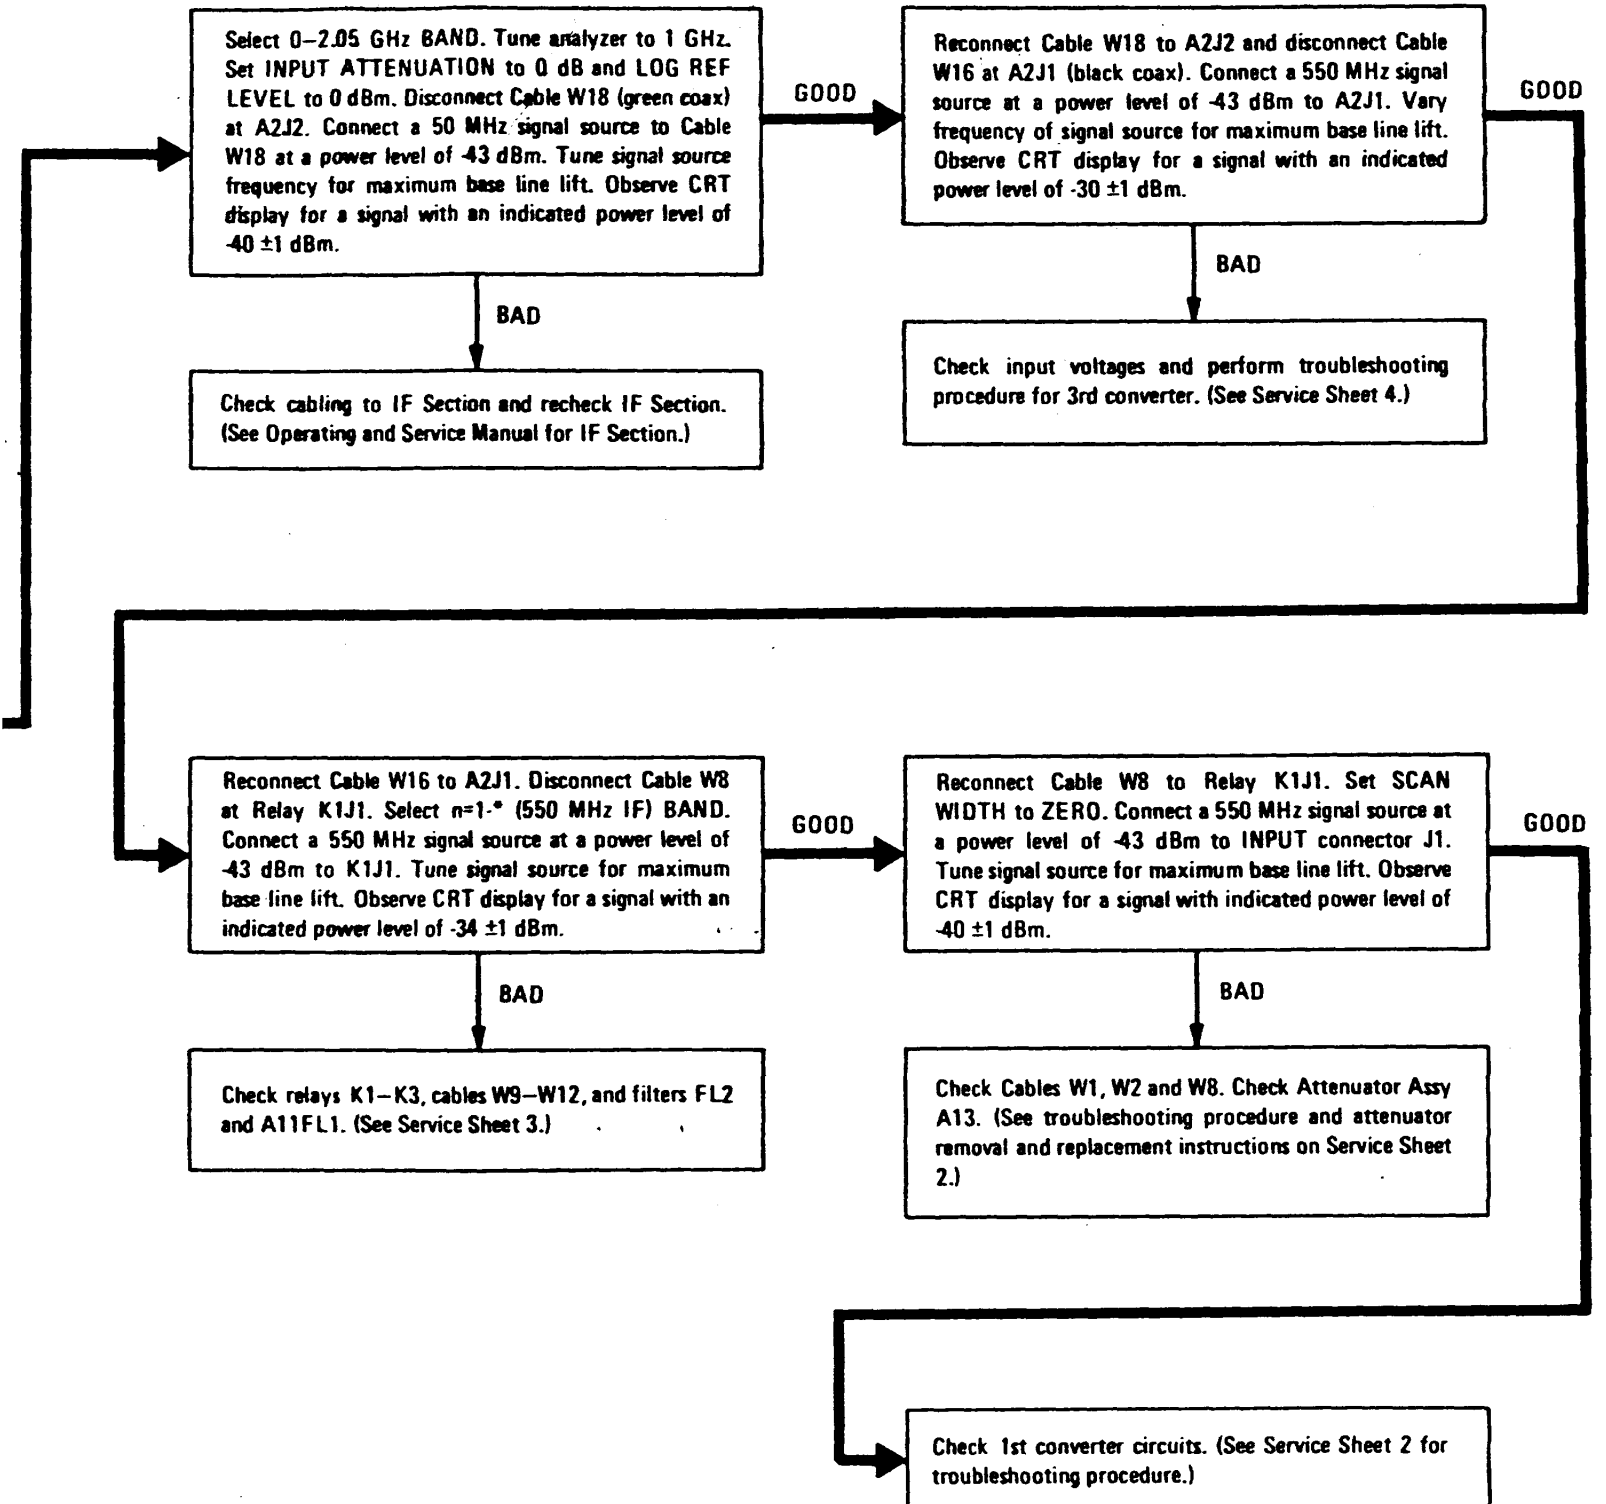 Select 0–2.05 GHz BAND. Tune analyzer to 1 GHz.
Set INPUT ATTENUATION to 0 dB and LOG REF
LEVEL to 0 dBm. Disconnect Cable W18 (green coax)
at A2J2. Connect a 50 MHz signal source to Cable
W18 at a power level of -43 dBm. Tune signal source
frequency for maximum base line lift. Observe CRT
display for a signal with an indicated power level of
-40 ±1 dBm.
GOOD
BAD
Check cabling to IF Section and recheck IF Section.
(See Operating and Service Manual for IF Section.)
Reconnect Cable W18 to A2J2 and disconnect Cable
W16 at A2J1 (black coax). Connect a 550 MHz signal
source at a power level of -43 dBm to A2J1. Vary
frequency of signal source for maximum base line lift.
Observe CRT display for a signal with an indicated
power level of -30 ±1 dBm.
GOOD
BAD
Check input voltages and perform troubleshooting
procedure for 3rd converter. (See Service Sheet 4.)
Reconnect Cable W16 to A2J1. Disconnect Cable W8
at Relay K1J1. Select n=1-* (550 MHz IF) BAND.
Connect a 550 MHz signal source at a power level of
-43 dBm to K1J1. Tune signal source for maximum
base line lift. Observe CRT display for a signal with an
indicated power level of -34 ±1 dBm.
GOOD
BAD
Check relays K1–K3, cables W9–W12, and filters FL2
and A11FL1. (See Service Sheet 3.)
Reconnect Cable W8 to Relay K1J1. Set SCAN
WIDTH to ZERO. Connect a 550 MHz signal source at
a power level of -43 dBm to INPUT connector J1.
Tune signal source for maximum base line lift. Observe
CRT display for a signal with indicated power level of
-40 ±1 dBm.
GOOD
BAD
Check Cables W1, W2 and W8. Check Attenuator Assy
A13. (See troubleshooting procedure and attenuator
removal and replacement instructions on Service Sheet
2.)
Check 1st converter circuits. (See Service Sheet 2 for
troubleshooting procedure.)